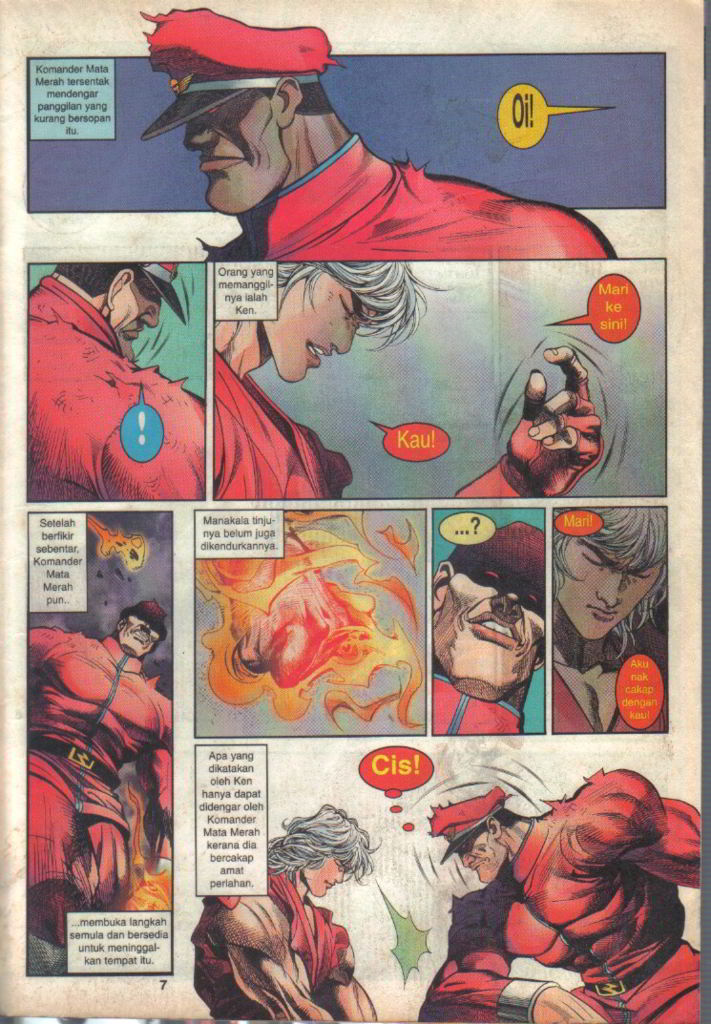 Komander Mata
Merah tersentak
mendengar
panggilan yang
kurang bersopan
itu.
Oi!
!
Orang yang
memanggil-
nya ialah
Ken.
Mari
ke
sini!
Kau!
Setelah
berfikir
sebentar,
Komander
Mata
Merah
pun..
...membuka langkah
semula dan bersedia
untuk meninggal-
kan tempat itu.
Manakala tinju-
nya belum juga
dikendurkannya.
...?
Mari!
Aku
nak
cakap
dengan
kau!
Apa yang
dikatakan
oleh Ken
hanya dapat
didengar oleh
Komander
Mata Merah
kerana dia
bercakap
amat
perlahan.
Cis!
7